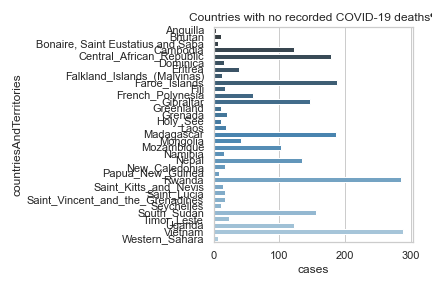 Countries with no recorded COVID-19 deaths*
Anguilla
Bhutan
Bonaire, Saint Eustatius and Saba
Cambodia
Central_African_Republic
Dominica
Eritrea
Falkland_Islands_(Malvinas)
Faroe_Islands
Fiji
French_Polynesia
Gibraltar
Greenland
Grenada
Holy_See
Laos
Madagascar
Mongolia
Mozambique
Namibia
Nepal
New_Caledonia
Papua_New_Guinea
Rwanda
Saint_Kitts_and_Nevis
Saint_Lucia
Saint_Vincent_and_the_Grenadines
Seychelles
South_Sudan
Timor_Leste
Uganda
Vietnam
Western_Sahara
countriesAndTerritories
0 100 200 300
cases